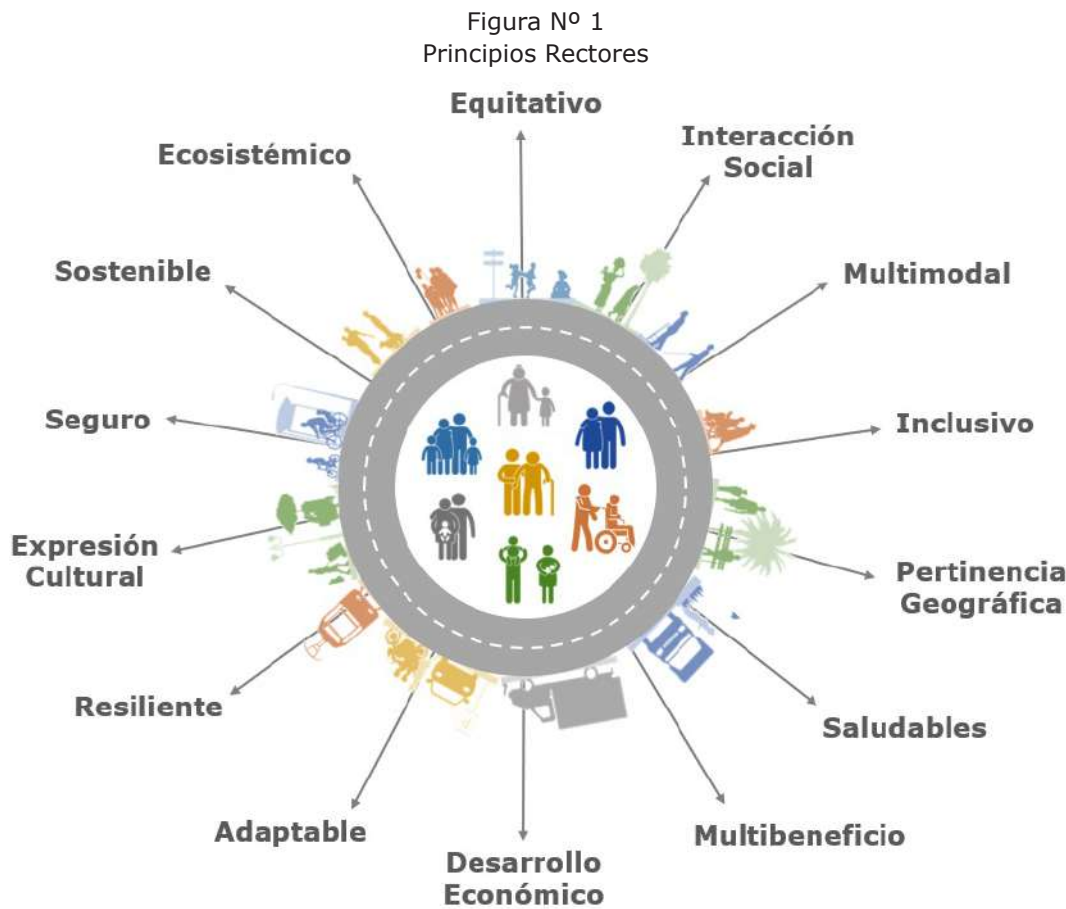 Figura Nº 1
Principios Rectores
Equitativo
Interacción
Social
Multimodal
Inclusivo
Pertinencia
Geográfica
Saludables
Multibeneficio
Desarrollo
Económico
Adaptable
Resiliente
Expresión
Cultural
Seguro
Sostenible
Ecosistémico